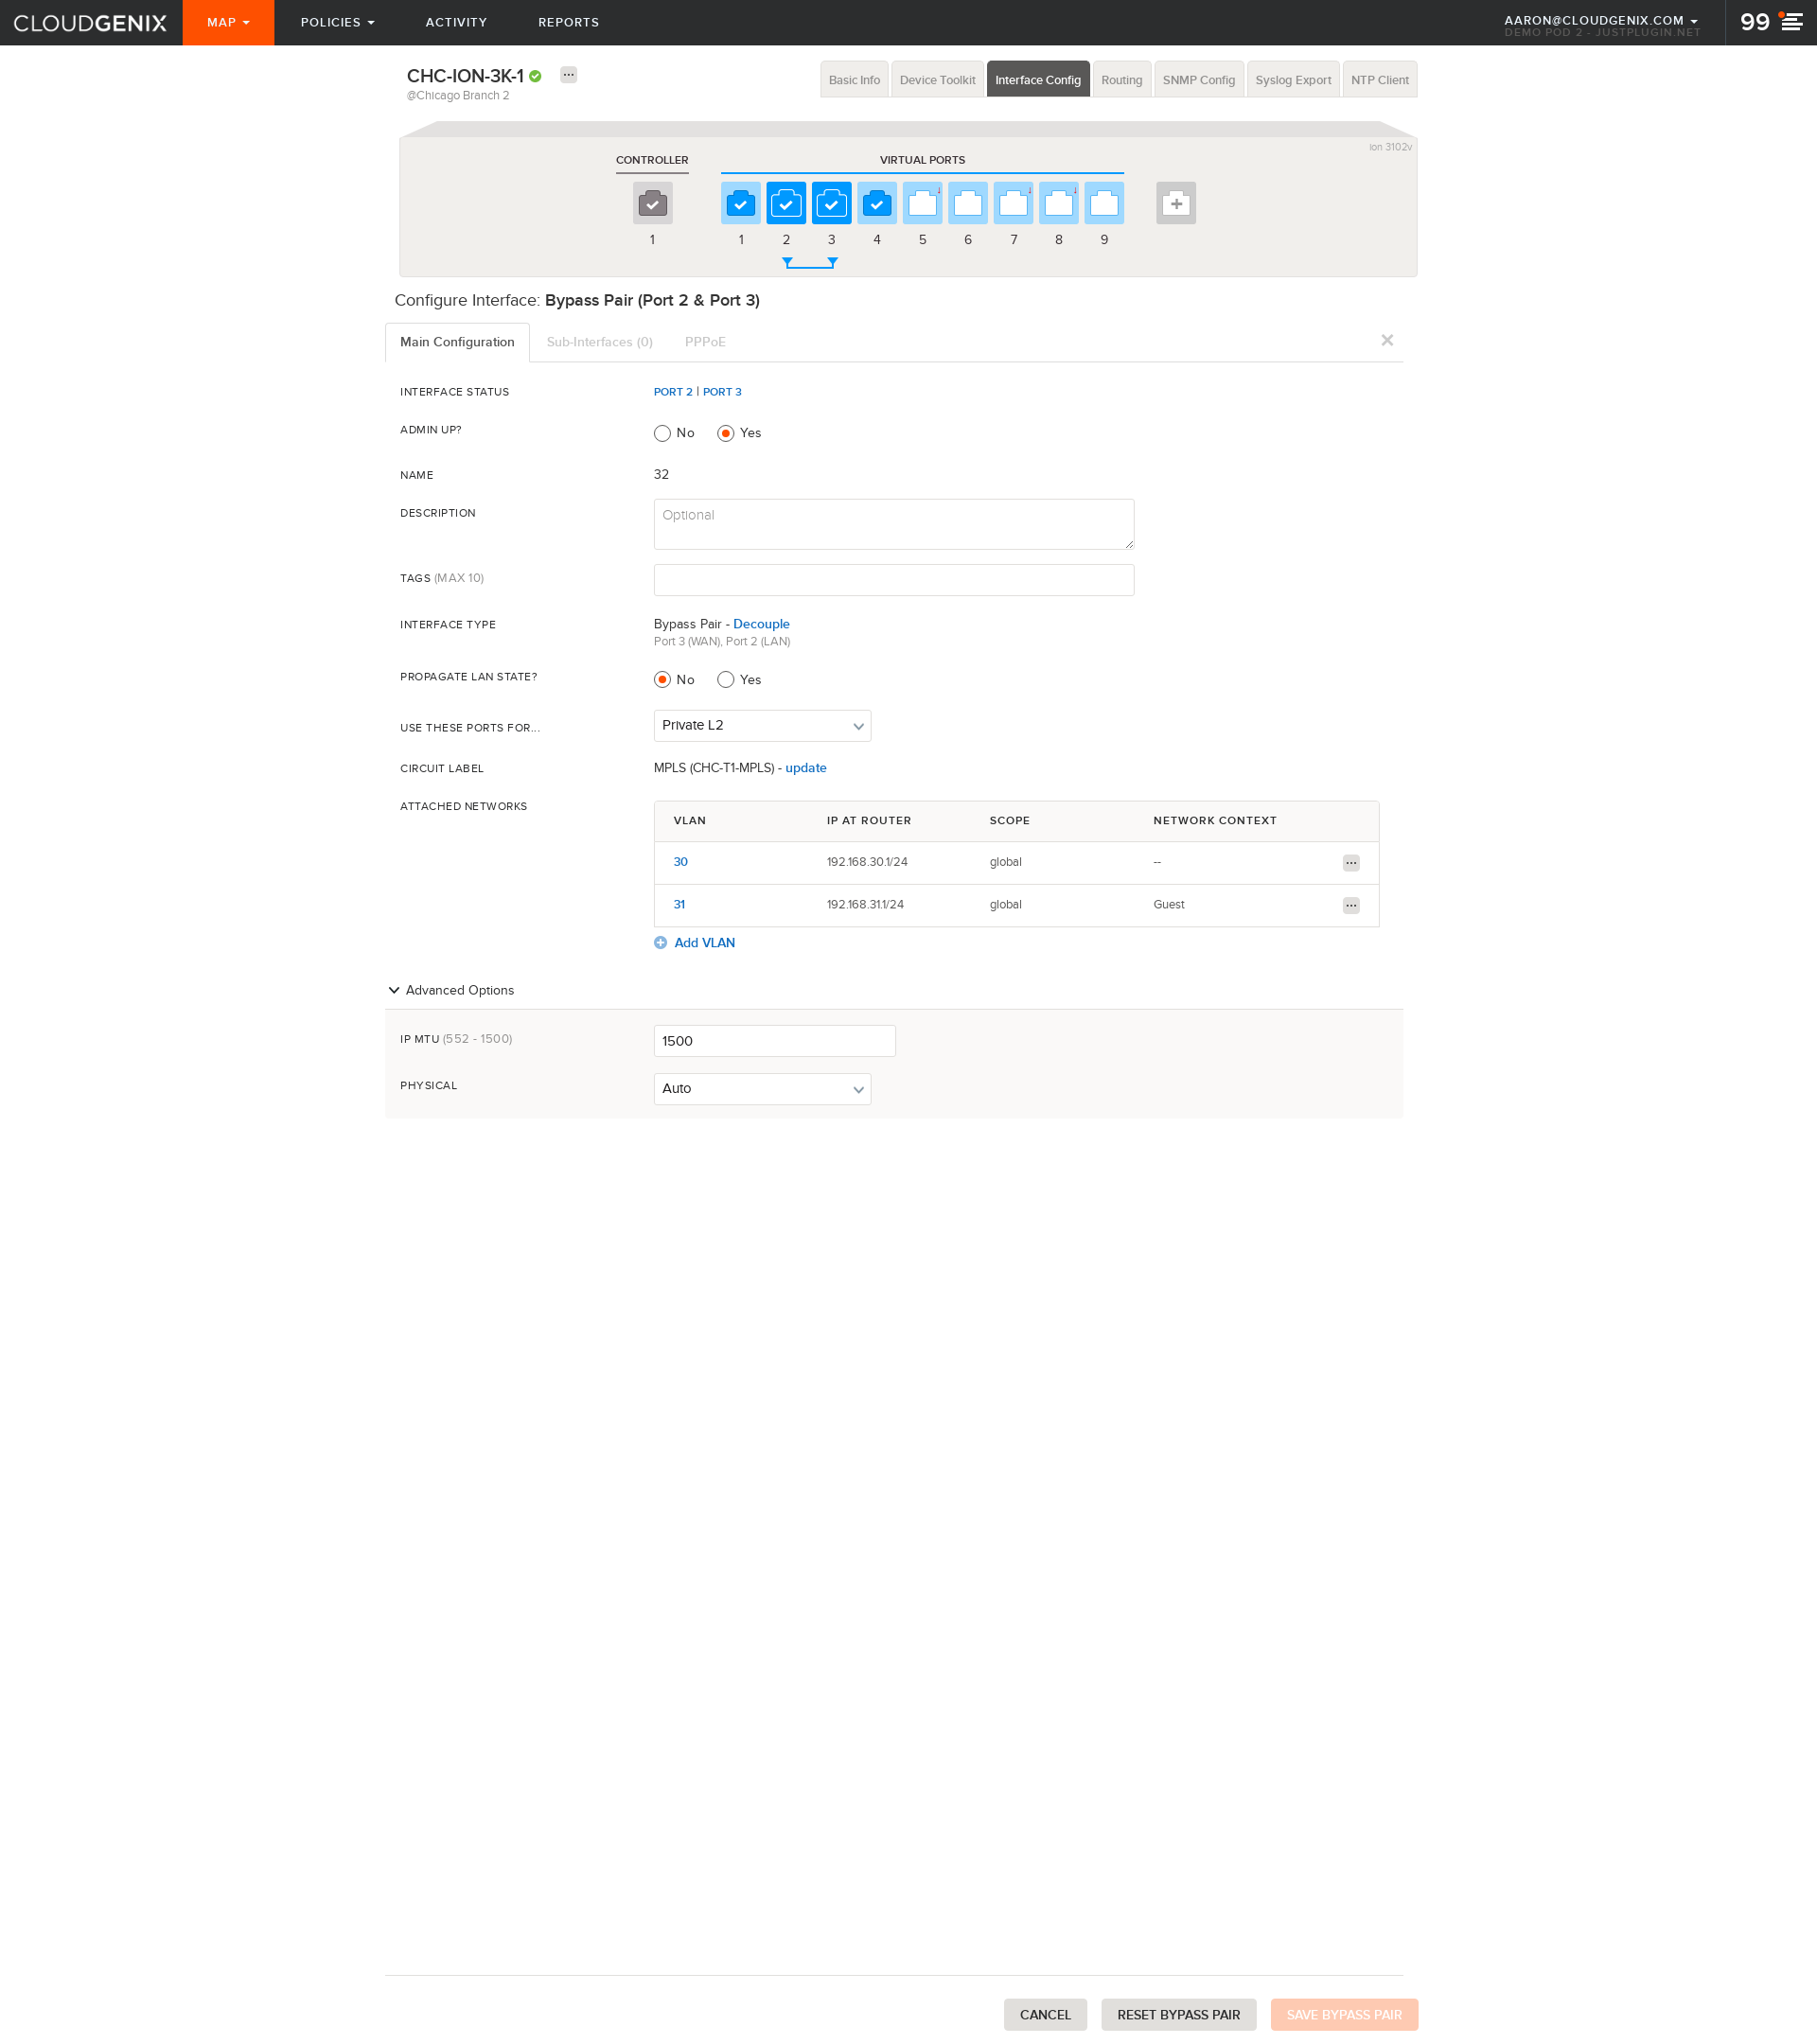 CLOUDGENIX MAP POLICIES ACTIVITY REPORTS AARON@CLOUDGENIX.COM 99
DEMO POD 2 - JUSTPLUGIN.NET
CHC-ION-3K-1
@Chicago Branch 2
Basic Info Device Toolkit Interface Config Routing SNMP Config Syslog Export NTP Client
ion 3102v
CONTROLLER VIRTUAL PORTS
1 1 2 3 4 5 6 7 8 9
Configure Interface: Bypass Pair (Port 2 & Port 3)
Main Configuration Sub-Interfaces (0) PPPoE
INTERFACE STATUS PORT 2 | PORT 3
ADMIN UP? No Yes
NAME 32
DESCRIPTION Optional
TAGS (MAX 10)
INTERFACE TYPE Bypass Pair - Decouple
Port 3 (WAN), Port 2 (LAN)
PROPAGATE LAN STATE? No Yes
USE THESE PORTS FOR... Private L2
CIRCUIT LABEL MPLS (CHC-T1-MPLS) - update
ATTACHED NETWORKS
VLAN IP AT ROUTER SCOPE NETWORK CONTEXT
30 192.168.30.1/24 global --
31 192.168.31.1/24 global Guest
Add VLAN
Advanced Options
IP MTU (552 - 1500) 1500
PHYSICAL Auto
CANCEL RESET BYPASS PAIR SAVE BYPASS PAIR